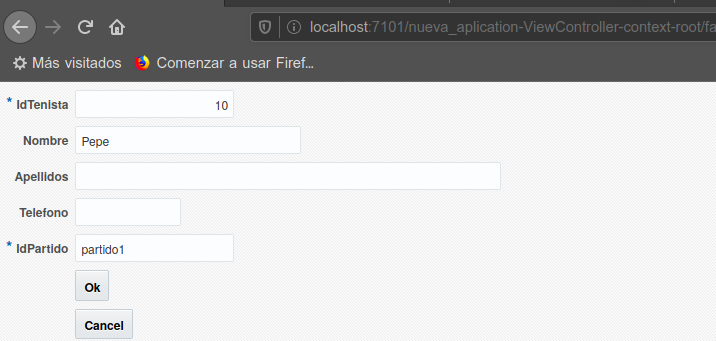 localhost:7101/nueva_aplication-ViewController-context-root/fa
Más visitados Comenzar a usar Firef…
* IdTenista 10
Nombre Pepe
Apellidos
Telefono
* IdPartido partido1
Ok
Cancel